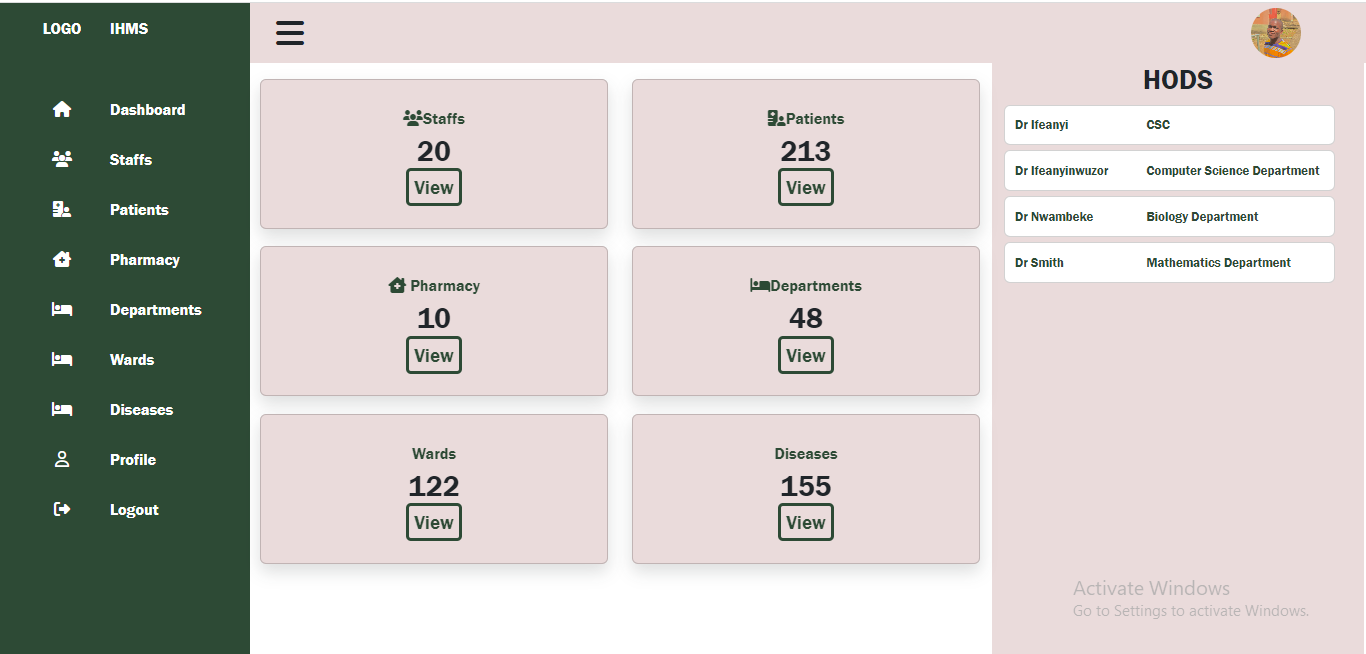 LOGO IHMS
Dashboard
Staffs
Patients
Pharmacy
Departments
Wards
Diseases
Profile
Logout
Staffs
20
View
Patients
213
View
Pharmacy
10
View
Departments
48
View
Wards
122
View
Diseases
155
View
HODS
Dr Ifeanyi CSC
Dr Ifeanyinwuzor Computer Science Department
Dr Nwambeke Biology Department
Dr Smith Mathematics Department
Activate Windows
Go to Settings to activate Windows.